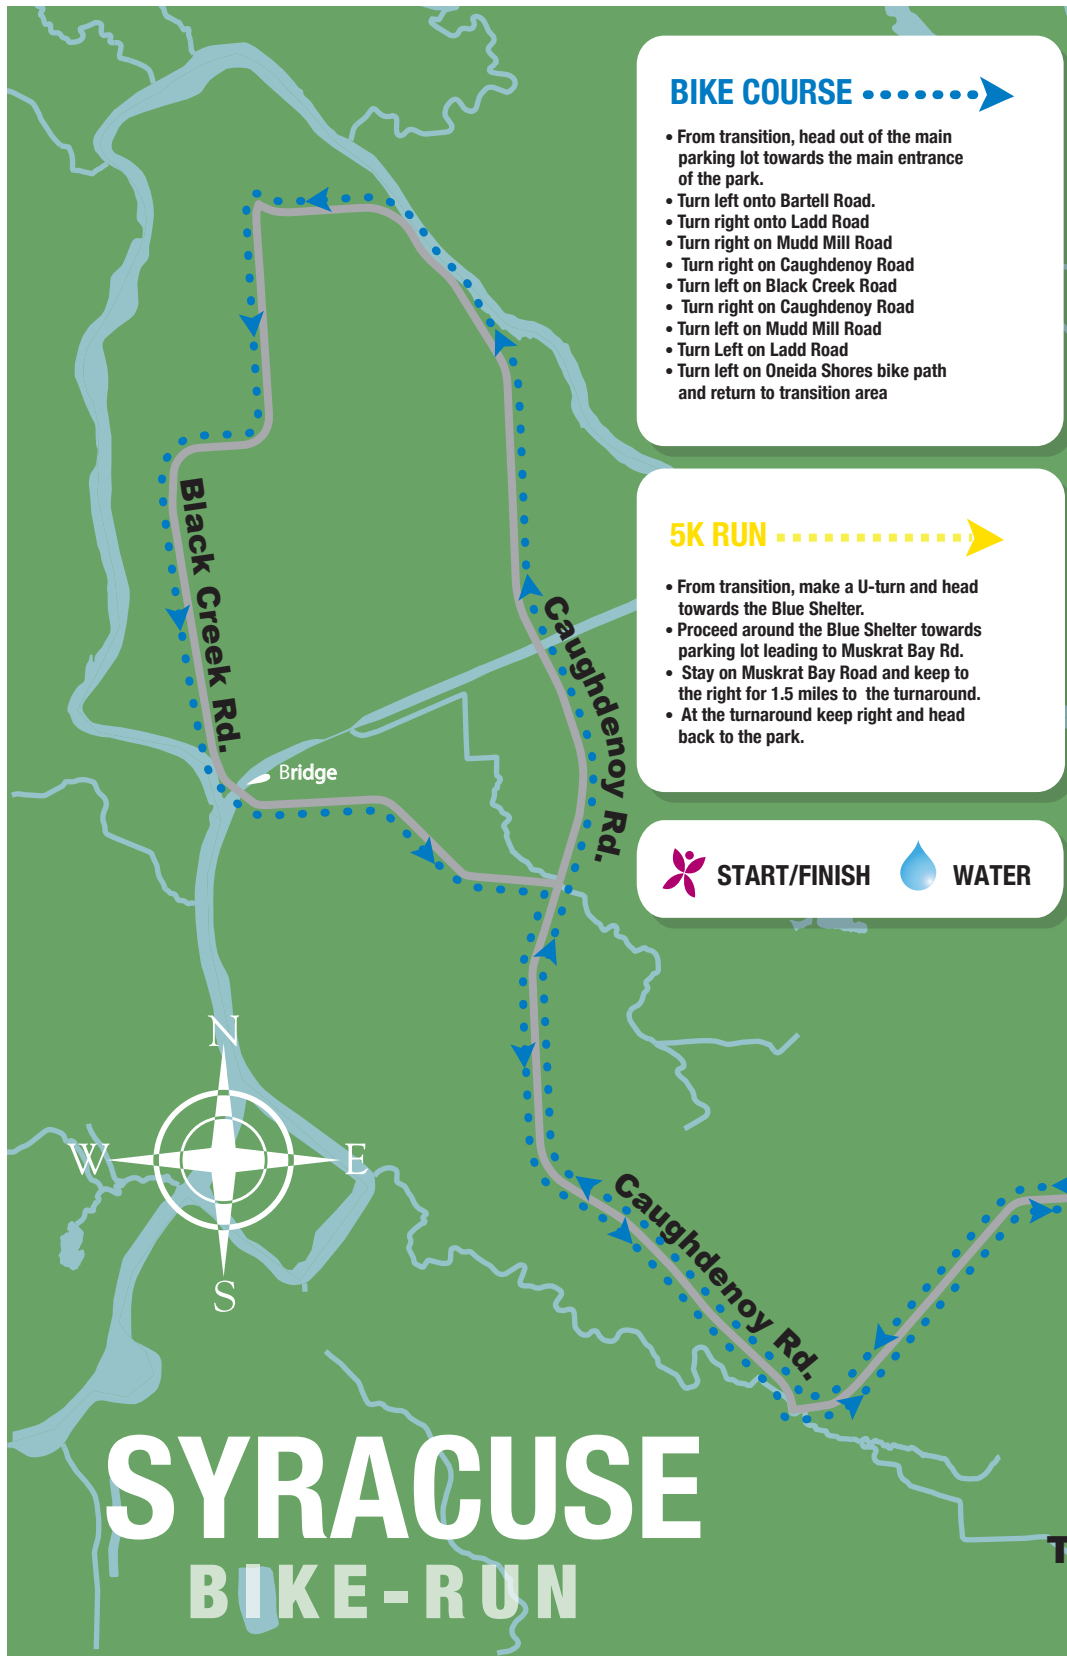 BIKE COURSE
• From transition, head out of the main
parking lot towards the main entrance
of the park.
• Turn left onto Bartell Road.
• Turn right onto Ladd Road
• Turn right on Mudd Mill Road
• Turn right on Caughdenoy Road
• Turn left on Black Creek Road
• Turn right on Caughdenoy Road
• Turn left on Mudd Mill Road
• Turn Left on Ladd Road
• Turn left on Oneida Shores bike path
and return to transition area
5K RUN
• From transition, make a U-turn and head
towards the Blue Shelter.
• Proceed around the Blue Shelter towards
parking lot leading to Muskrat Bay Rd.
• Stay on Muskrat Bay Road and keep to
the right for 1.5 miles to the turnaround.
• At the turnaround keep right and head
back to the park.
START/FINISH
WATER
Black Creek Rd.
Caughdenoy Rd.
Bridge
N
W
E
S
Caughdenoy Rd.
SYRACUSE
BIKE-RUN
T